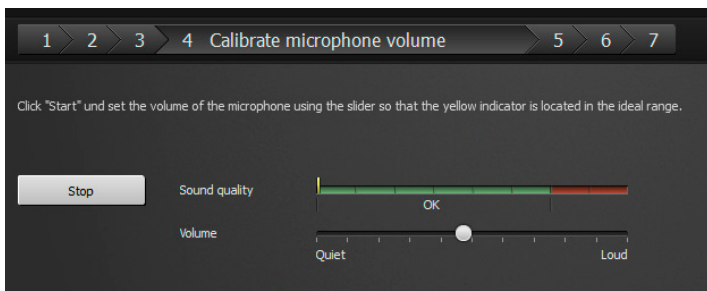 1 2 3 4 Calibrate microphone volume 5 6 7
Click "Start" und set the volume of the microphone using the slider so that the yellow indicator is located in the ideal range.
Stop Sound quality
OK
Volume
Quiet Loud